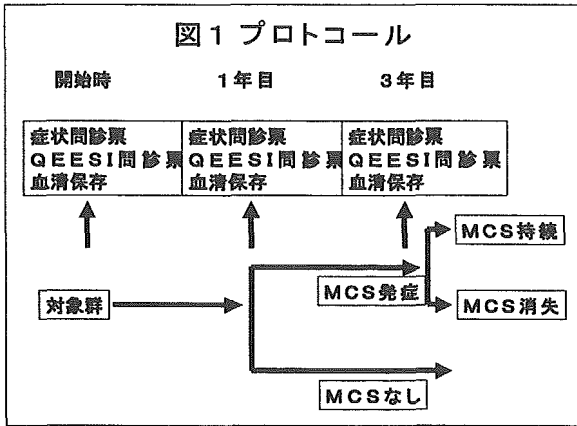 図1 プロトコール
開始時 1年目 3年目
症状問診票 症状問診票 症状問診票
QEESI問診票 QEESI問診票 QEESI問診票
血清保存 血清保存 血清保存
MCS持続
MCS発症
対象群 MCS消失
MCSなし